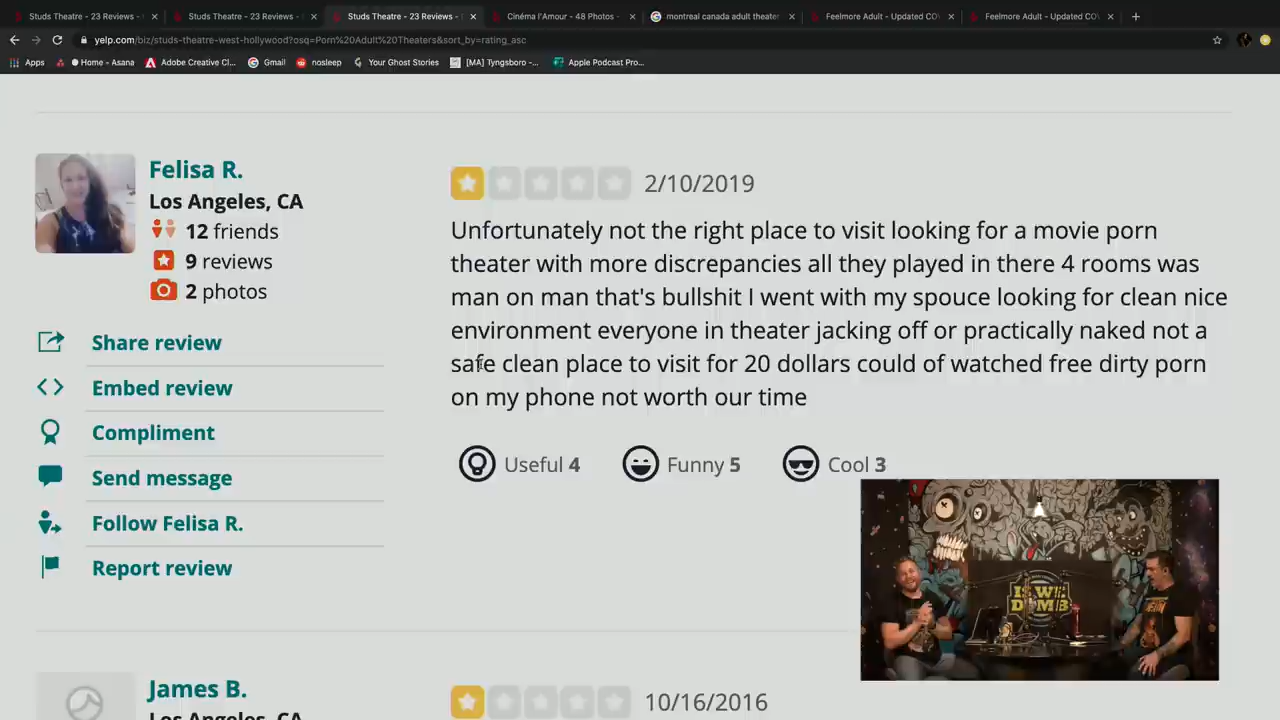 Studs Theatre - 23 Reviews -
Studs Theatre - 23 Reviews -
Studs Theatre - 23 Reviews -
Cinéma l'Amour - 48 Photos -
montreal canada adult theater
Feelmore Adult - Updated CO
Feelmore Adult - Updated CO
yelp.com/biz/studs-theatre-west-hollywood?osq=Porn%20Adult%20Theaters&sort_by=rating_asc
Apps
Home - Asana
Adobe Creative Cl...
Gmail
nosleep
Your Ghost Stories
[MA] Tyngsboro -...
Apple Podcast Pro...
Felisa R.
Los Angeles, CA
12 friends
9 reviews
2 photos
Share review
Embed review
Compliment
Send message
Follow Felisa R.
Report review
2/10/2019
Unfortunately not the right place to visit looking for a movie porn
theater with more discrepancies all they played in there 4 rooms was
man on man that's bullshit I went with my spouce looking for clean nice
environment everyone in theater jacking off or practically naked not a
safe clean place to visit for 20 dollars could of watched free dirty porn
on my phone not worth our time
Useful 4
Funny 5
Cool 3
James B.
Los Angeles, CA
10/16/2016